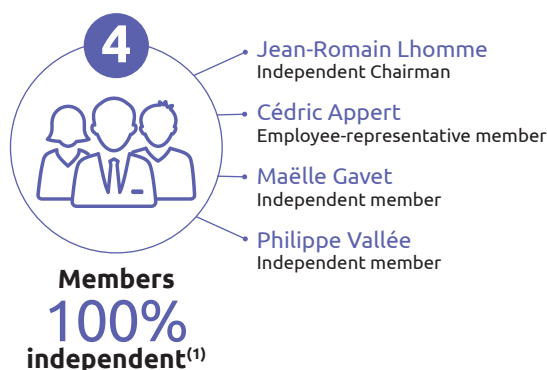 4
Jean-Romain Lhomme
Independent Chairman
Cédric Appert
Employee-representative member
Maëlle Gavet
Independent member
Philippe Vallée
Independent member
Members
100%
independent(1)